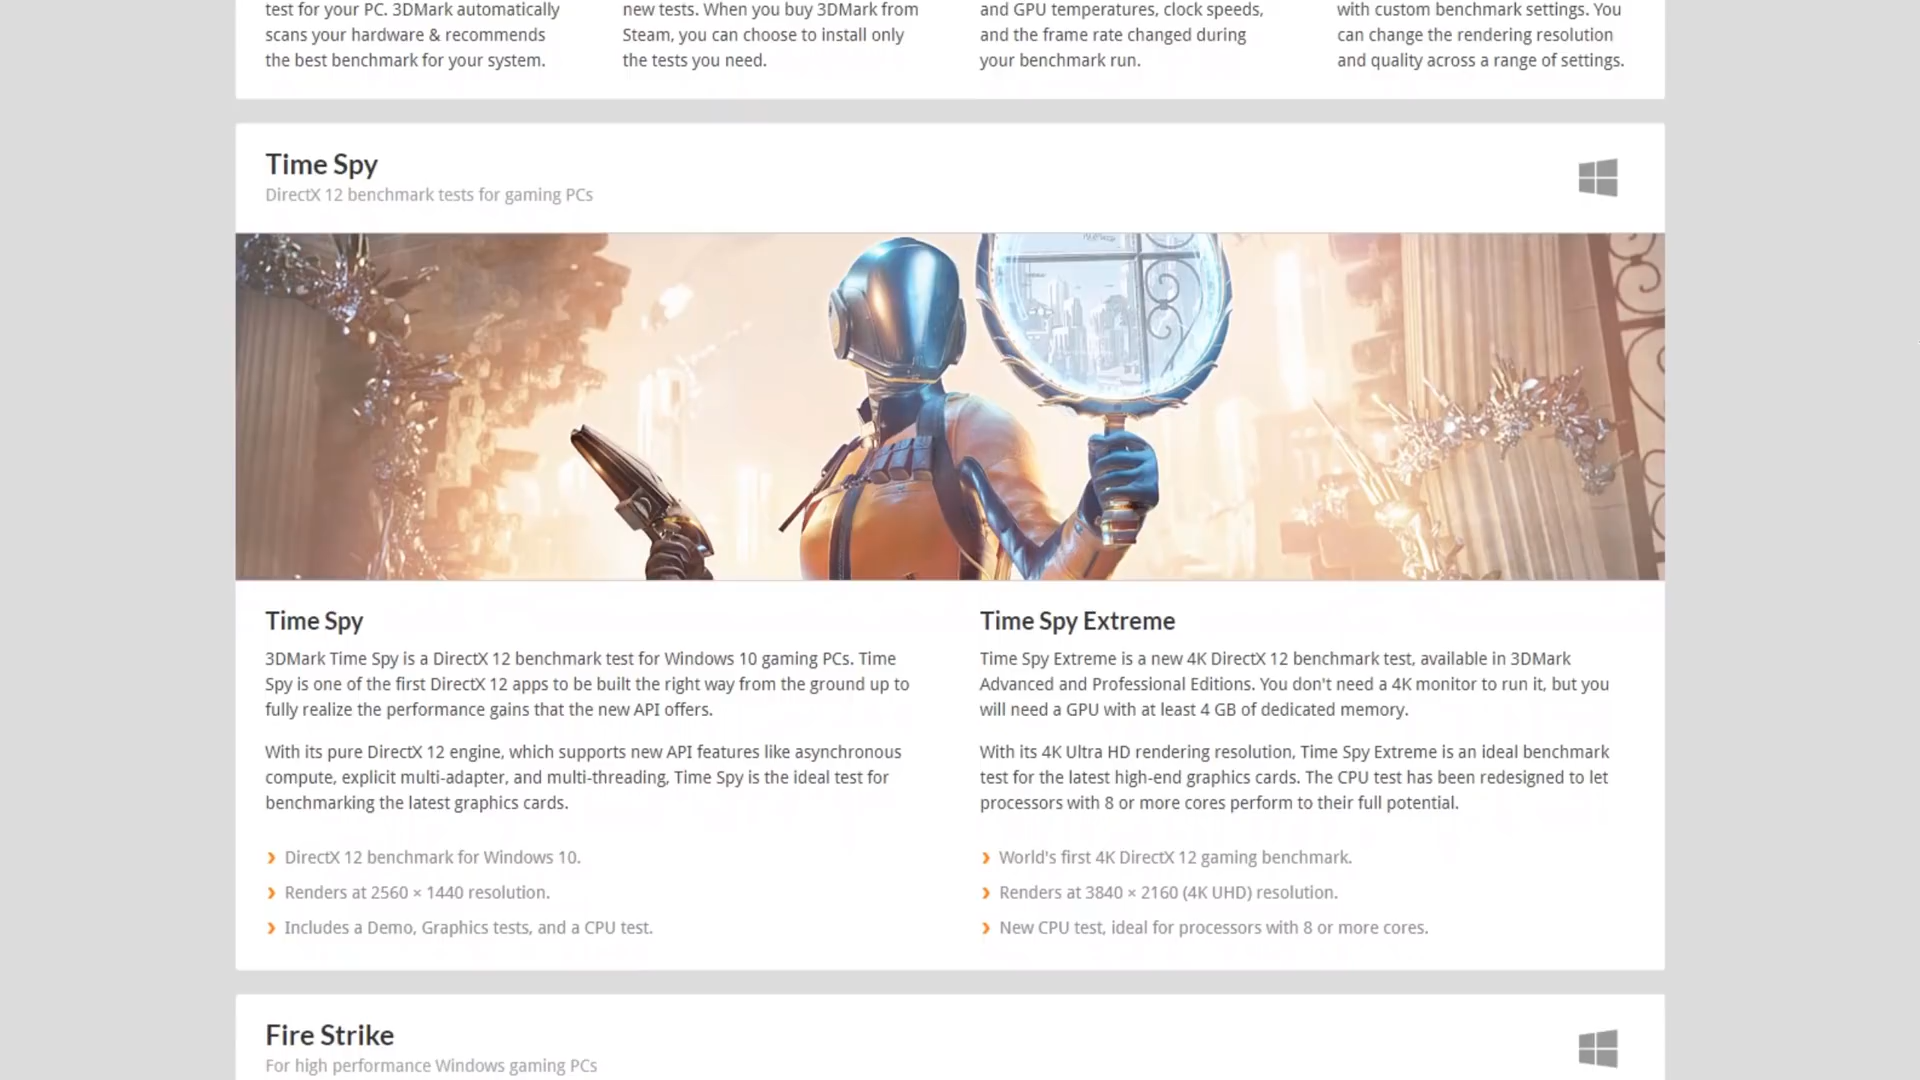 test for your PC. 3DMark automatically
scans your hardware & recommends
the best benchmark for your system.
new tests. When you buy 3DMark from
Steam, you can choose to install only
the tests you need.
and GPU temperatures, clock speeds,
and the frame rate changed during
your benchmark run.
with custom benchmark settings. You
can change the rendering resolution
and quality across a range of settings.
Time Spy
DirectX 12 benchmark tests for gaming PCs
Time Spy
3DMark Time Spy is a DirectX 12 benchmark test for Windows 10 gaming PCs. Time
Spy is one of the first DirectX 12 apps to be built the right way from the ground up to
fully realize the performance gains that the new API offers.
With its pure DirectX 12 engine, which supports new API features like asynchronous
compute, explicit multi-adapter, and multi-threading, Time Spy is the ideal test for
benchmarking the latest graphics cards.
› DirectX 12 benchmark for Windows 10.
› Renders at 2560 × 1440 resolution.
› Includes a Demo, Graphics tests, and a CPU test.
Time Spy Extreme
Time Spy Extreme is a new 4K DirectX 12 benchmark test, available in 3DMark
Advanced and Professional Editions. You don't need a 4K monitor to run it, but you
will need a GPU with at least 4 GB of dedicated memory.
With its 4K Ultra HD rendering resolution, Time Spy Extreme is an ideal benchmark
test for the latest high-end graphics cards. The CPU test has been redesigned to let
processors with 8 or more cores perform to their full potential.
› World's first 4K DirectX 12 gaming benchmark.
› Renders at 3840 × 2160 (4K UHD) resolution.
› New CPU test, ideal for processors with 8 or more cores.
Fire Strike
For high performance Windows gaming PCs